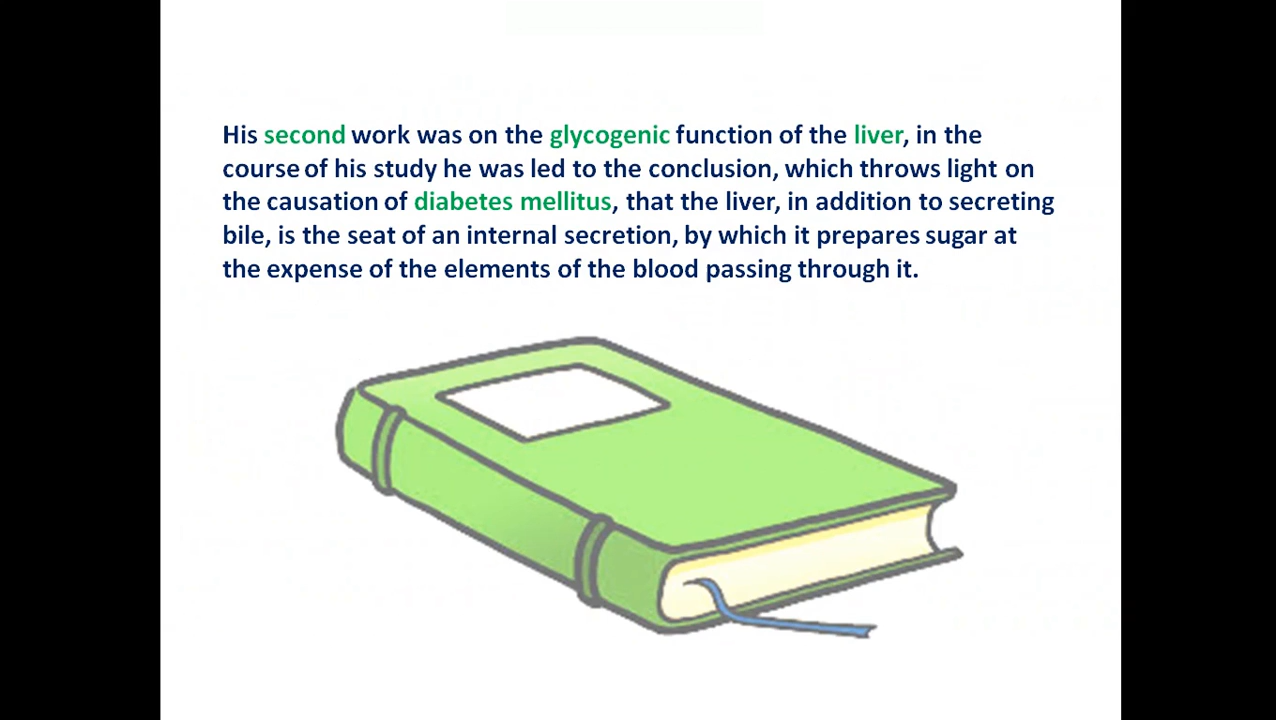 His second work was on the glycogenic function of the liver, in the
course of his study he was led to the conclusion, which throws light on
the causation of diabetes mellitus, that the liver, in addition to secreting
bile, is the seat of an internal secretion, by which it prepares sugar at
the expense of the elements of the blood passing through it.